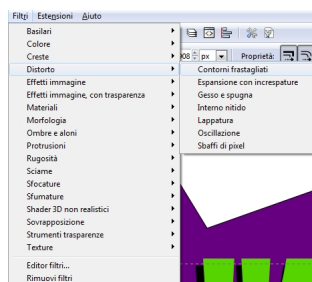 Filtri Estensioni Aiuto
Basilari
Colore
Creste
Distorto
Effetti immagine
Effetti immagine, con trasparenza
Materiali
Morfologia
Ombre e aloni
Protrusioni
Rugosità
Sciame
Sfocature
Sfumature
Shader 3D non realistici
Sovrapposizione
Strumenti trasparenze
Texture
Editor filtri...
Rimuovi filtri
px Proprietà:
Contorni frastagliati
Espansione con increspature
Gesso e spugna
Interno nitido
Lappatura
Oscillazione
Sbaffi di pixel